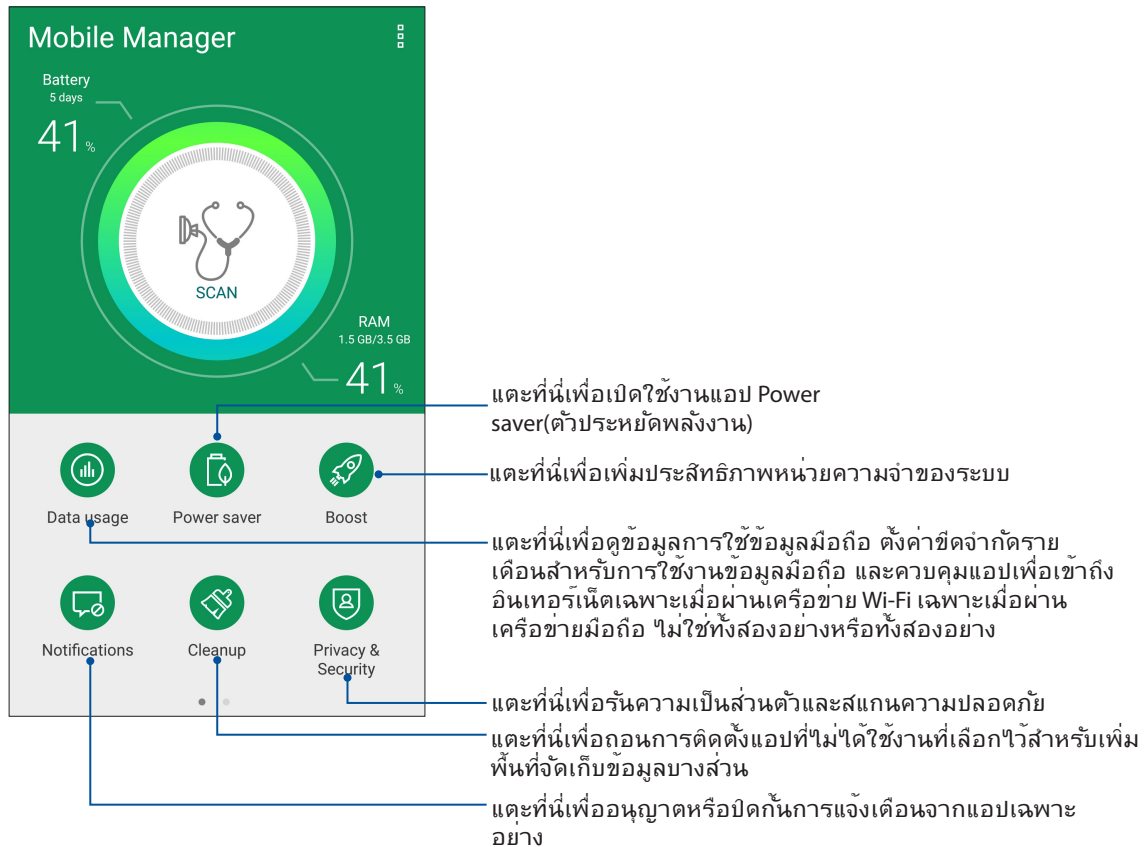 Mobile Manager
Battery
5 days
41%
SCAN
RAM
1.5 GB/3.5 GB
41%
Data usage
Power saver
Boost
Notifications
Cleanup
Privacy &
Security
แตะที่นี่เพื่อเปิดใช้งานแอป Power
saver(ตัวประหยัดพลังงาน)
แตะที่นี่เพื่อเพิ่มประสิทธิภาพหน่วยความจำของระบบ
แตะที่นี่เพื่อดูข้อมูลการใช้ข้อมูลมือถือ ตั้งค่าขีดจำกัดราย
เดือนสำหรับการใช้งานข้อมูลมือถือ และควบคุมแอปเพื่อเข้าถึง
อินเทอร์เน็ตเฉพาะเมื่อผ่านเครือข่าย Wi-Fi เฉพาะเมื่อผ่าน
เครือข่ายมือถือ ไม่ใช่ทั้งสองอย่างหรือทั้งสองอย่าง
แตะที่นี่เพื่อรันความเป็นส่วนตัวและสแกนความปลอดภัย
แตะที่นี่เพื่อถอนการติดตั้งแอปที่ไม่ได้ใช้งานที่เลือกไว้สำหรับเพิ่ม
พื้นที่จัดเก็บข้อมูลบางส่วน
แตะที่นี่เพื่ออนุญาตหรือปิดกั้นการแจ้งเตือนจากแอปเฉพาะ
อย่าง